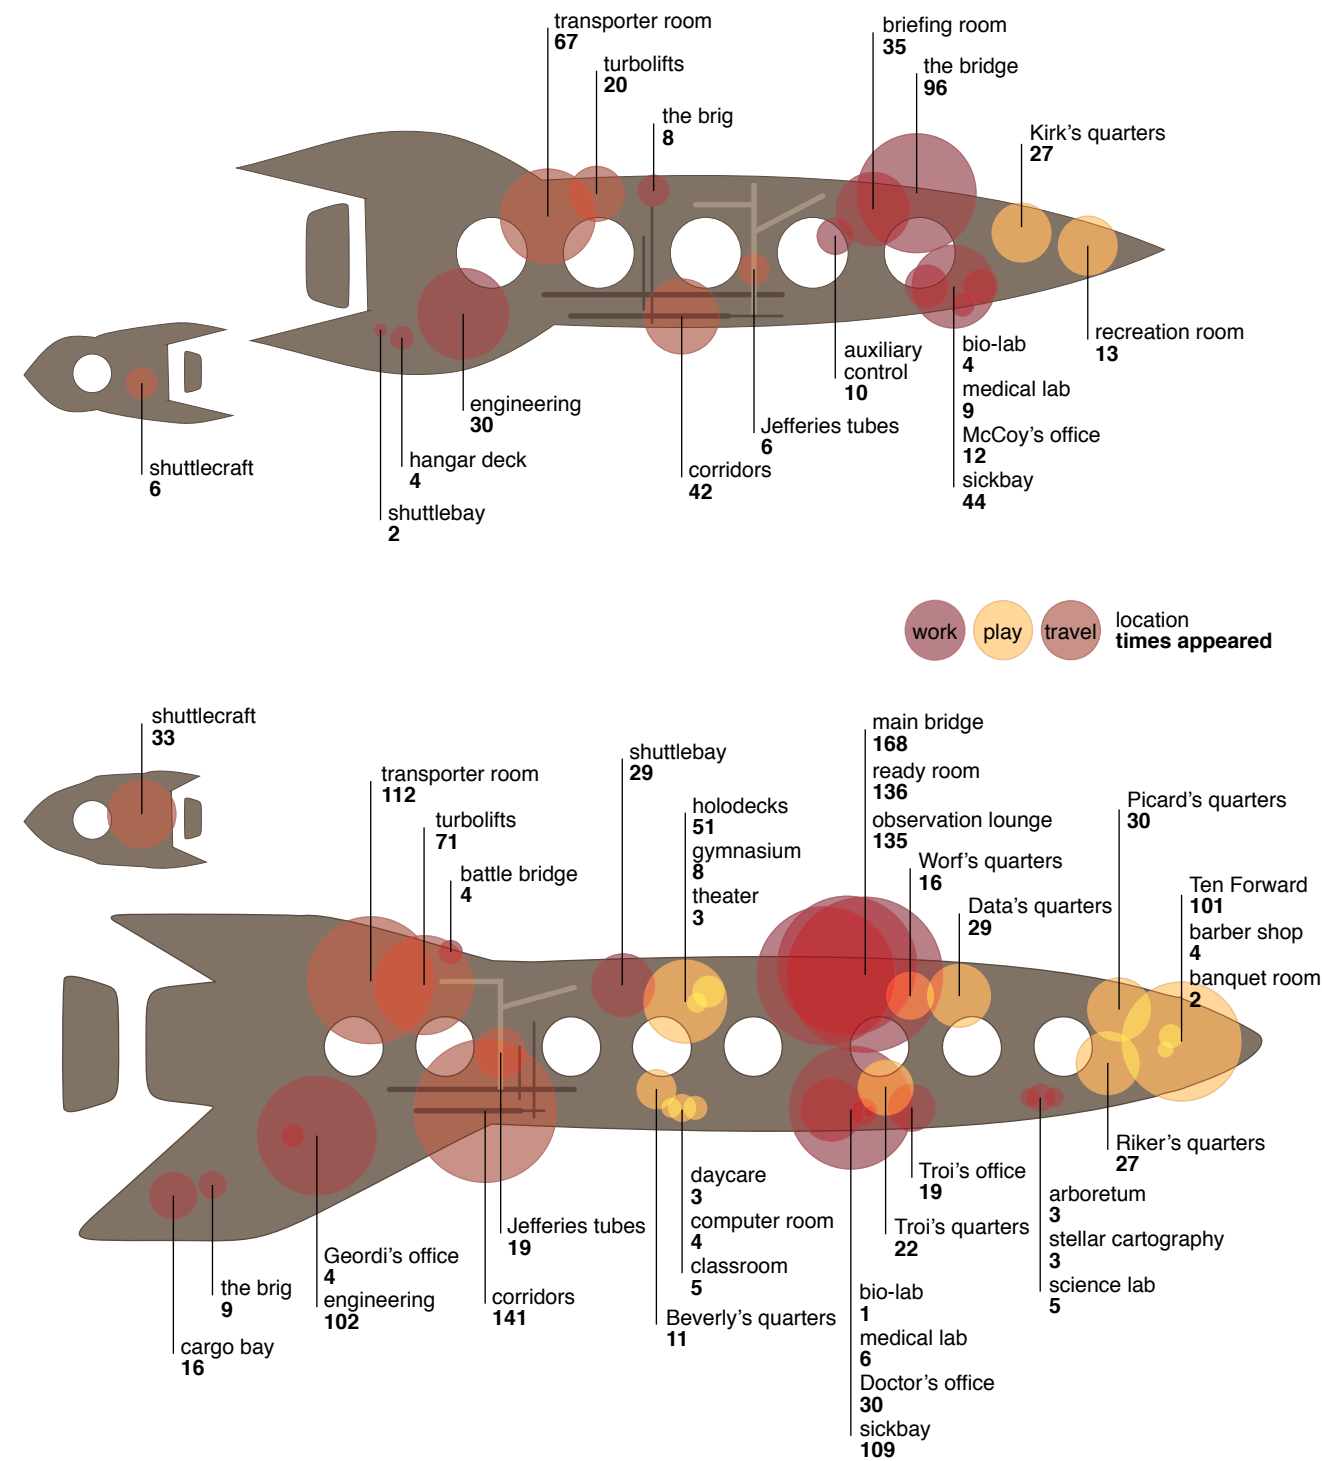 transporter room
67
turbolifts
20
the brig
8
briefing room
35
the bridge
96
Kirk's quarters
27
recreation room
13
auxiliary
control
10
bio-lab
4
medical lab
9
McCoy's office
12
sickbay
44
Jefferies tubes
6
corridors
42
engineering
30
hangar deck
4
shuttlebay
2
shuttlecraft
6
work
play
travel
location
times appeared
shuttlecraft
33
transporter room
112
turbolifts
71
battle bridge
4
shuttlebay
29
holodecks
51
gymnasium
8
theater
3
main bridge
168
ready room
136
observation lounge
135
Worf's quarters
16
Data's quarters
29
Picard's quarters
30
Ten Forward
101
barber shop
4
banquet room
2
Riker's quarters
27
arboretum
3
stellar cartography
3
science lab
5
Troi's office
19
Troi's quarters
22
bio-lab
1
medical lab
6
Doctor's office
30
sickbay
109
daycare
3
computer room
4
classroom
5
Beverly's quarters
11
Jefferies tubes
19
corridors
141
Geordi's office
4
engineering
102
the brig
9
cargo bay
16